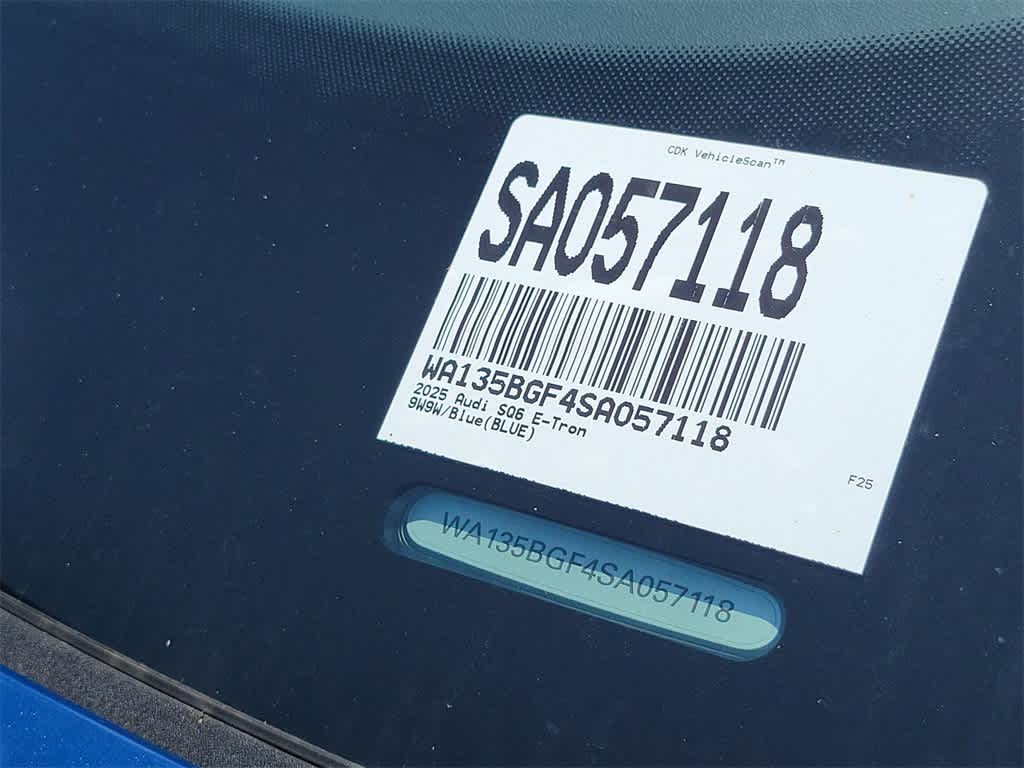 CDK VehicleScan™
SA057118
WA135BGF4SA057118
2025 Audi SQ6 E-Tron
9W9W/Blue(BLUE)
F25
WA135BGF4SA057118